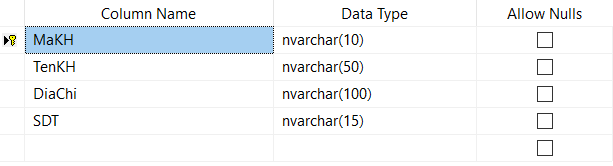 Column Name Data Type Allow Nulls
MaKH nvarchar(10)
TenKH nvarchar(50)
DiaChi nvarchar(100)
SDT nvarchar(15)